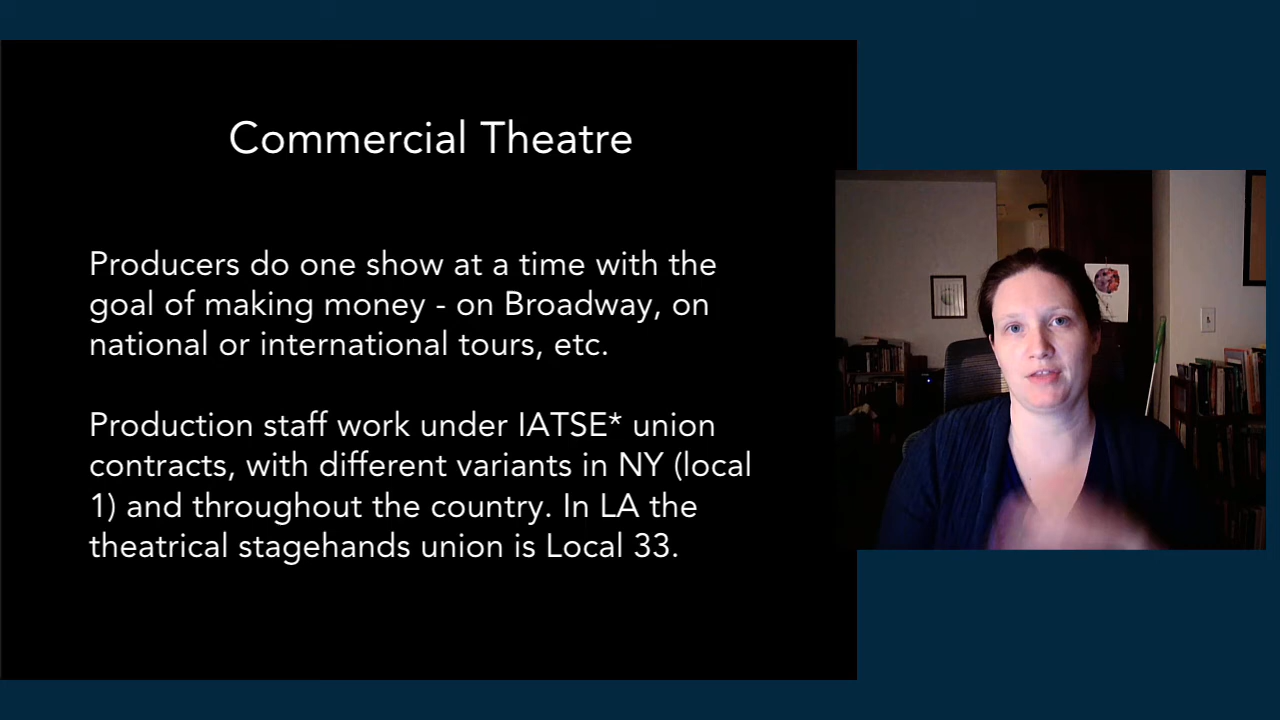 Commercial Theatre
Producers do one show at a time with the
goal of making money - on Broadway, on
national or international tours, etc.
Production staff work under IATSE* union
contracts, with different variants in NY (local
1) and throughout the country. In LA the
theatrical stagehands union is Local 33.